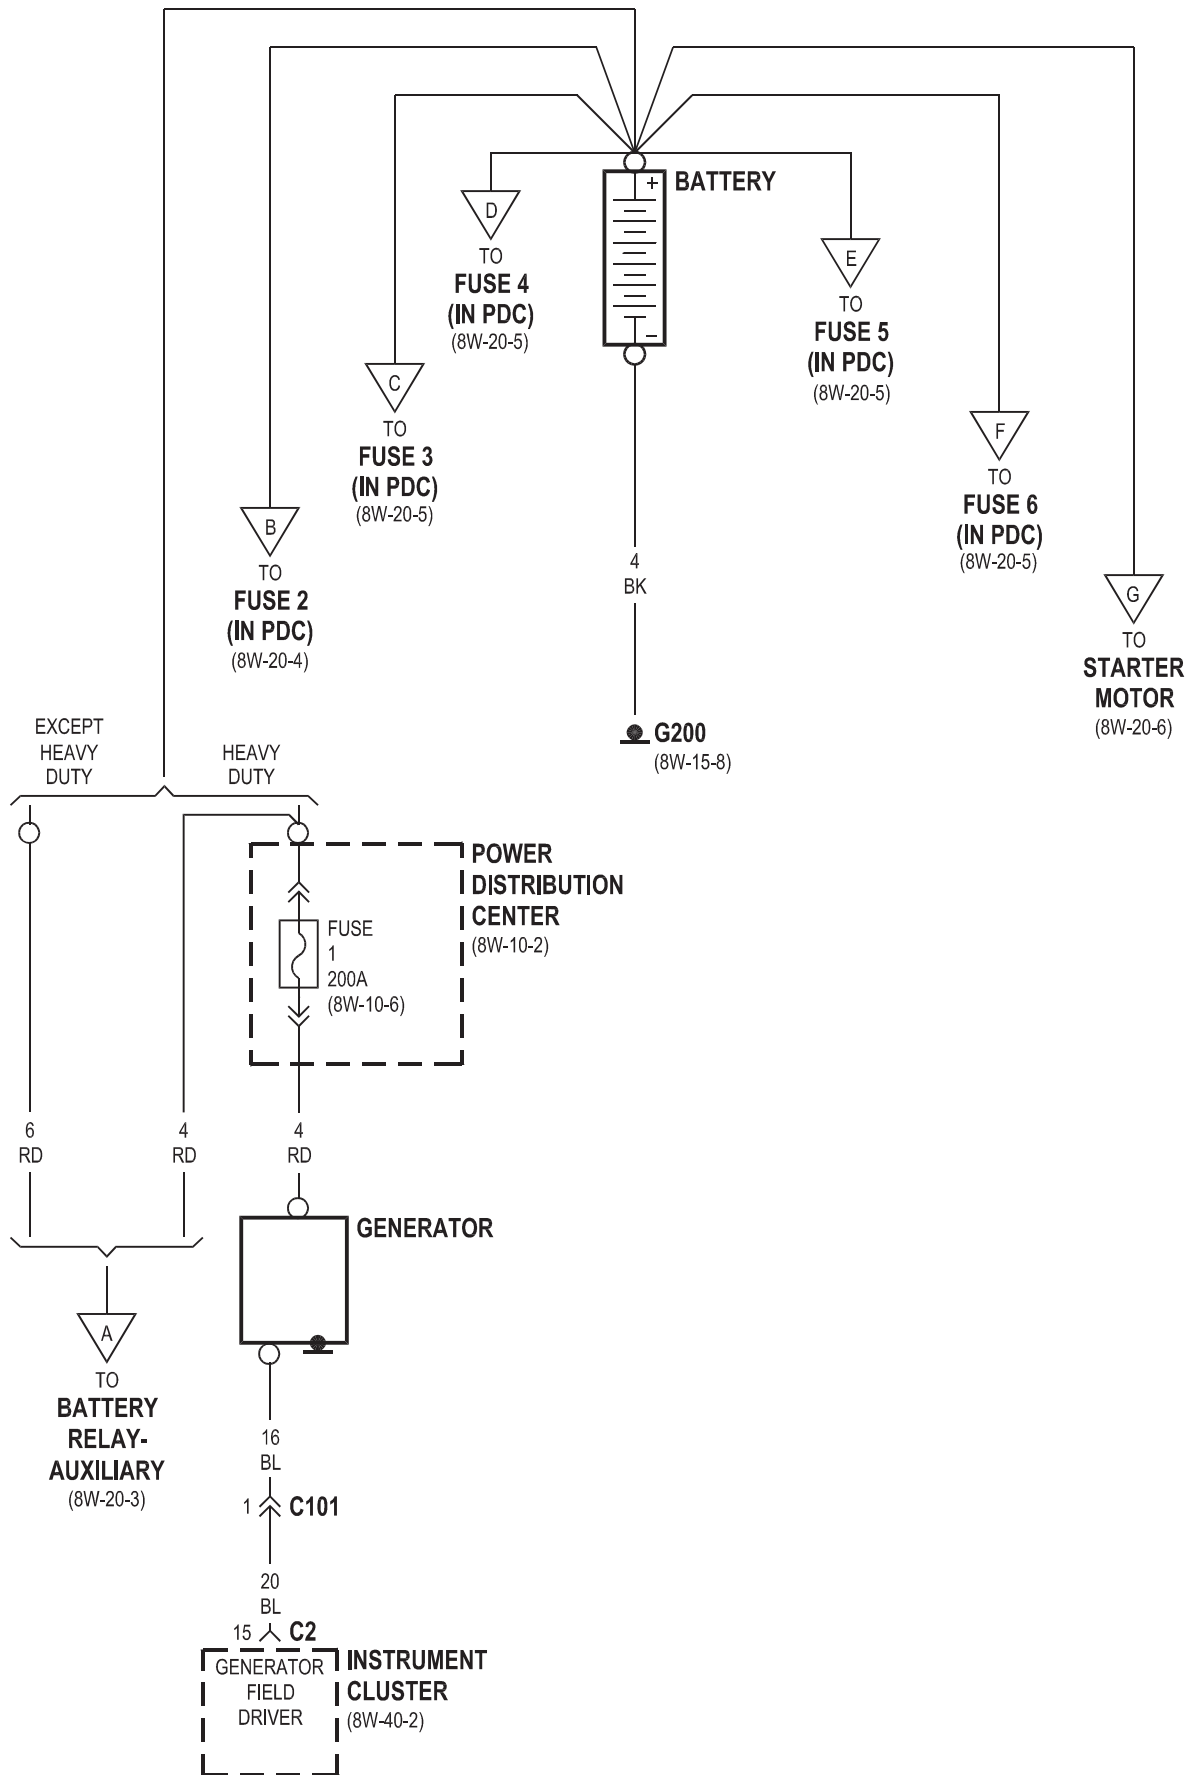 BATTERY
+
−
D
TO
FUSE 4
(IN PDC)
(8W-20-5)
E
TO
FUSE 5
(IN PDC)
(8W-20-5)
C
TO
FUSE 3
(IN PDC)
(8W-20-5)
F
TO
FUSE 6
(IN PDC)
(8W-20-5)
B
TO
FUSE 2
(IN PDC)
(8W-20-4)
4
BK
G
TO
STARTER
MOTOR
(8W-20-6)
G200
(8W-15-8)
EXCEPT
HEAVY
DUTY
HEAVY
DUTY
POWER
DISTRIBUTION
CENTER
(8W-10-2)
FUSE
1
200A
(8W-10-6)
6
RD
4
RD
4
RD
GENERATOR
A
TO
BATTERY
RELAY-
AUXILIARY
(8W-20-3)
16
BL
1
C101
20
BL
15
C2
GENERATOR
FIELD
DRIVER
INSTRUMENT
CLUSTER
(8W-40-2)